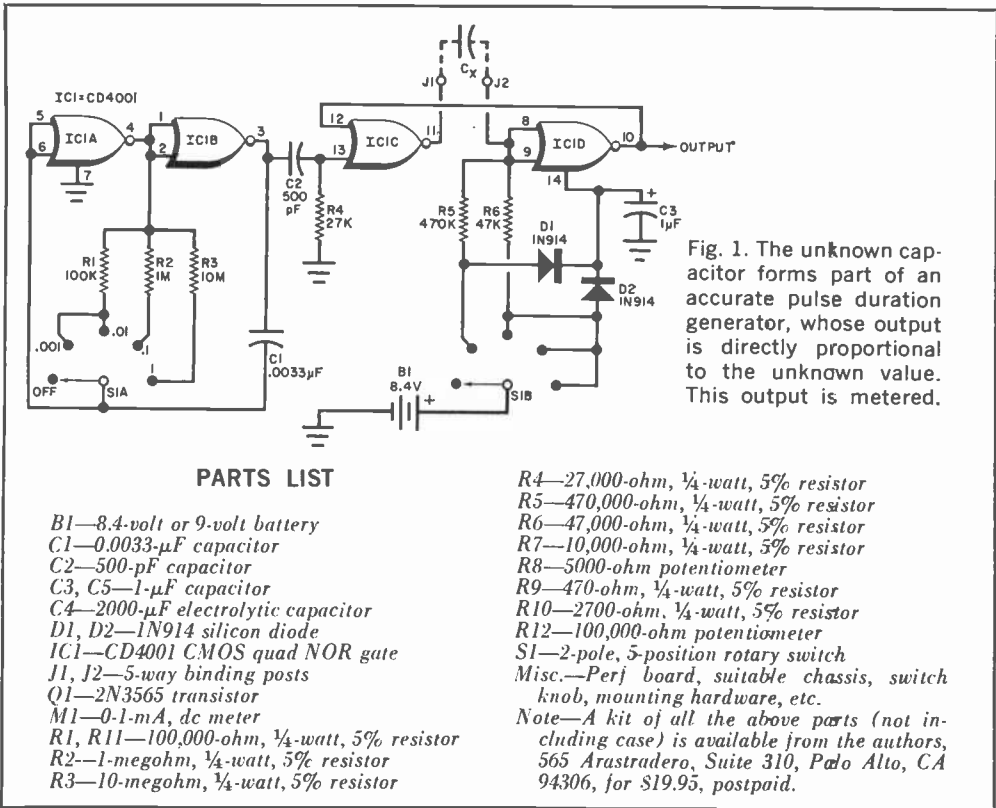 IC1=CD4001
5
6
IC1A
4
7
1
2
IC1B
3
C2
500
pF
R4
27K
12
13
IC1C
11
J1
CX
J2
8
9
IC1D
10
OUTPUT
14
R5
470K
R6
47K
D1
1N914
D2
1N914
+
C3
1µF
R1
100K
R2
1M
R3
10M
.001
.01
.1
1
OFF
S1A
C1
.0033µF
B1
8.4V
+
S1B
Fig. 1. The unknown cap-
acitor forms part of an
accurate pulse duration
generator, whose output
is directly proportional
to the unknown value.
This output is metered.
PARTS LIST
B1—8.4-volt or 9-volt battery
C1—0.0033-µF capacitor
C2—500-pF capacitor
C3, C5—1-µF capacitor
C4—2000-µF electrolytic capacitor
D1, D2—1N914 silicon diode
IC1—CD4001 CMOS quad NOR gate
J1, J2—5-way binding posts
Q1—2N3565 transistor
M1—0-1-mA, dc meter
R1, R11—100,000-ohm, ¼-watt, 5% resistor
R2—1-megohm, ¼-watt, 5% resistor
R3—10-megohm, ¼-watt, 5% resistor
R4—27,000-ohm, ¼-watt, 5% resistor
R5—470,000-ohm, ¼-watt, 5% resistor
R6—47,000-ohm, ¼-watt, 5% resistor
R7—10,000-ohm, ¼-watt, 5% resistor
R8—5000-ohm potentiometer
R9—470-ohm, ¼-watt, 5% resistor
R10—2700-ohm, ¼-watt, 5% resistor
R12—100,000-ohm potentiometer
S1—2-pole, 5-position rotary switch
Misc.—Perf board, suitable chassis, switch
knob, mounting hardware, etc.
Note—A kit of all the above parts (not in-
cluding case) is available from the authors,
565 Arastradero, Suite 310, Palo Alto, CA
94306, for $19.95, postpaid.